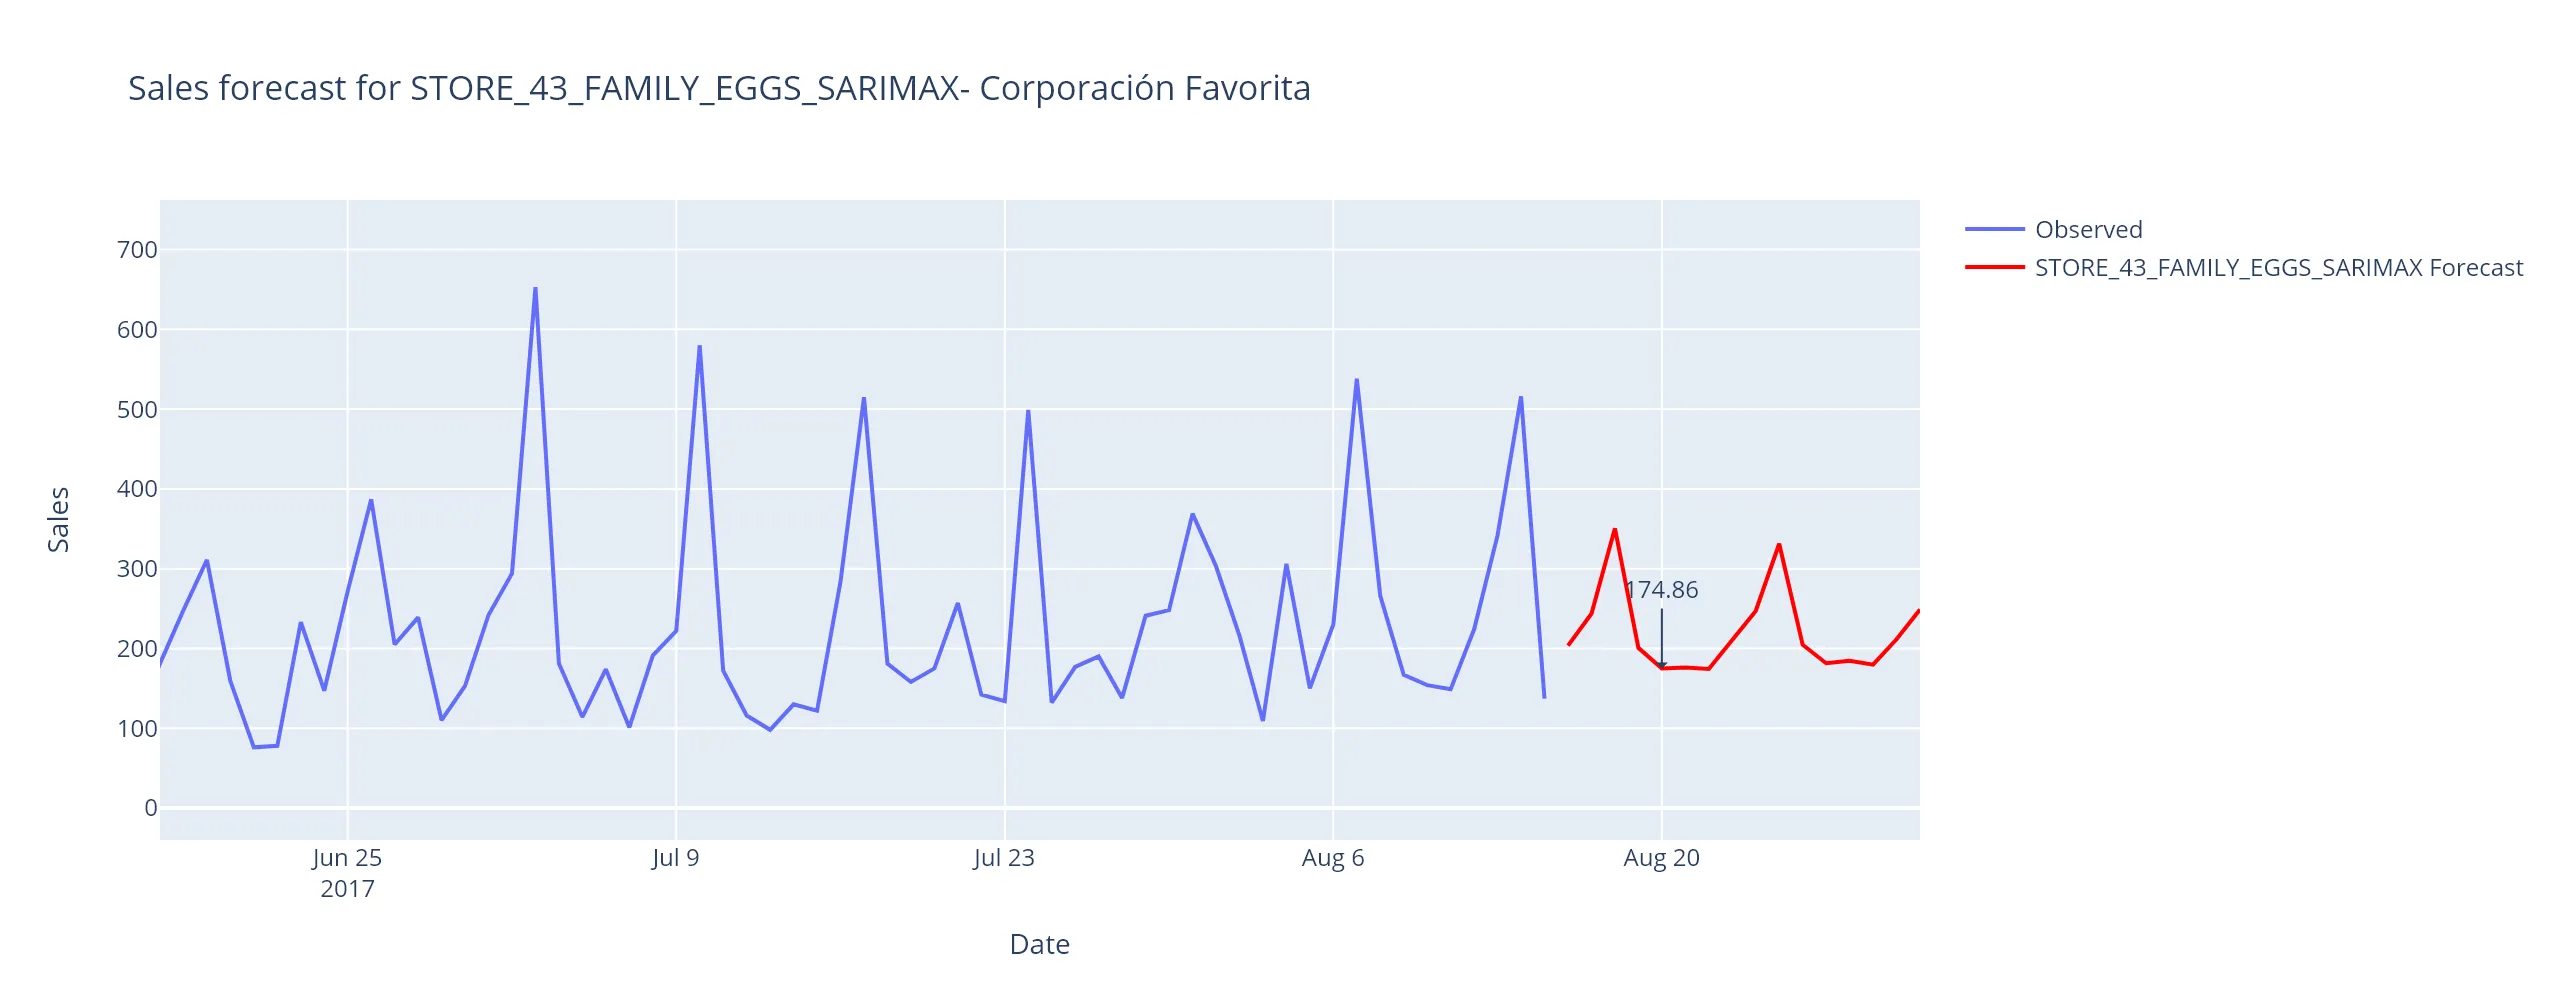 Sales forecast for STORE_43_FAMILY_EGGS_SARIMAX- Corporación Favorita
Observed
STORE_43_FAMILY_EGGS_SARIMAX Forecast
700
600
500
400
300
200
100
0
Sales
174.86
Jun 25
2017
Jul 9
Jul 23
Aug 6
Aug 20
Date